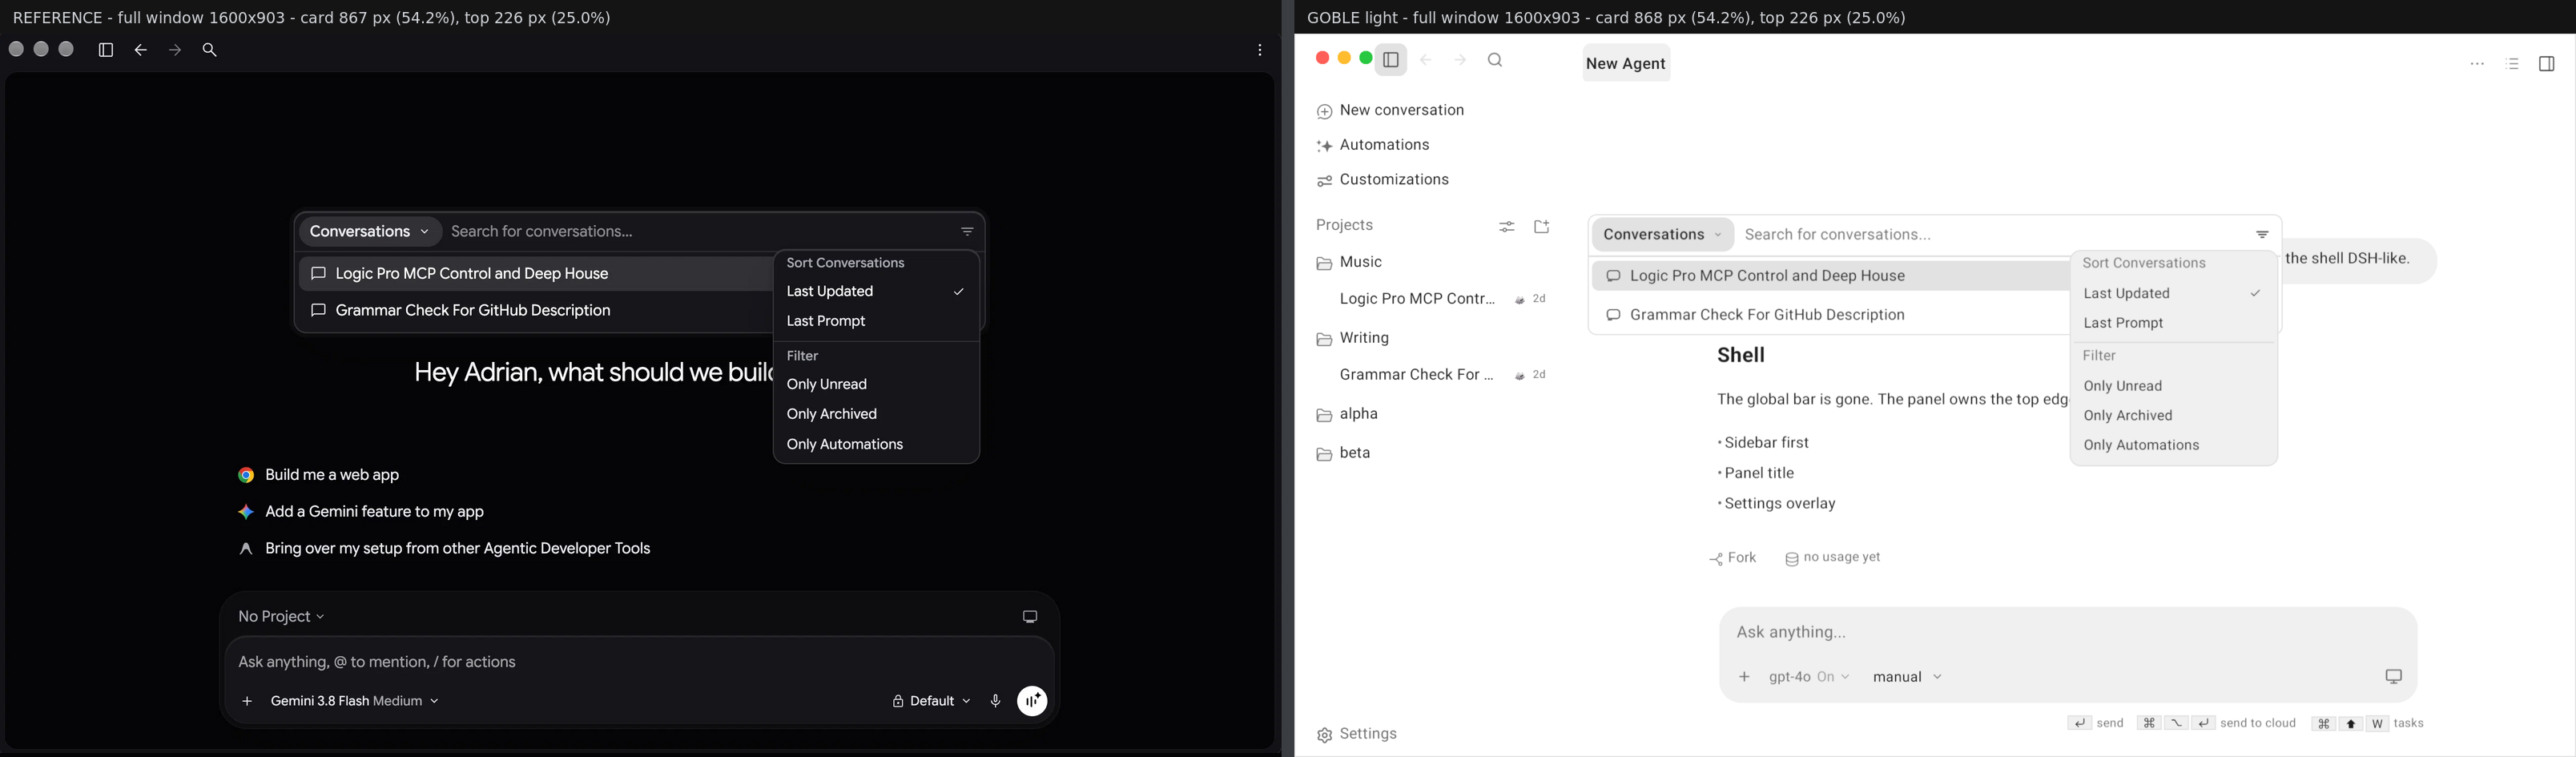 REFERENCE - full window 1600x903 - card 867 px (54.2%), top 226 px (25.0%)
Conversations
Search for conversations...
Logic Pro MCP Control and Deep House
Grammar Check For GitHub Description
Sort Conversations
Last Updated
Last Prompt
Filter
Only Unread
Only Archived
Only Automations
Hey Adrian, what should we build
Build me a web app
Add a Gemini feature to my app
Bring over my setup from other Agentic Developer Tools
No Project
Ask anything, @ to mention, / for actions
Gemini 3.8 Flash Medium
Default
GOBLE light - full window 1600x903 - card 868 px (54.2%), top 226 px (25.0%)
New Agent
New conversation
Automations
Customizations
Projects
Music
Logic Pro MCP Contr...
2d
Writing
Grammar Check For ...
2d
alpha
beta
Settings
Conversations
Search for conversations...
Logic Pro MCP Control and Deep House
Grammar Check For GitHub Description
Sort Conversations
Last Updated
Last Prompt
Filter
Only Unread
Only Archived
Only Automations
the shell DSH-like.
Shell
The global bar is gone. The panel owns the top edg
• Sidebar first
• Panel title
• Settings overlay
Fork
no usage yet
Ask anything...
gpt-4o On
manual
send
⌘ ⌥ send to cloud
⌘ W tasks